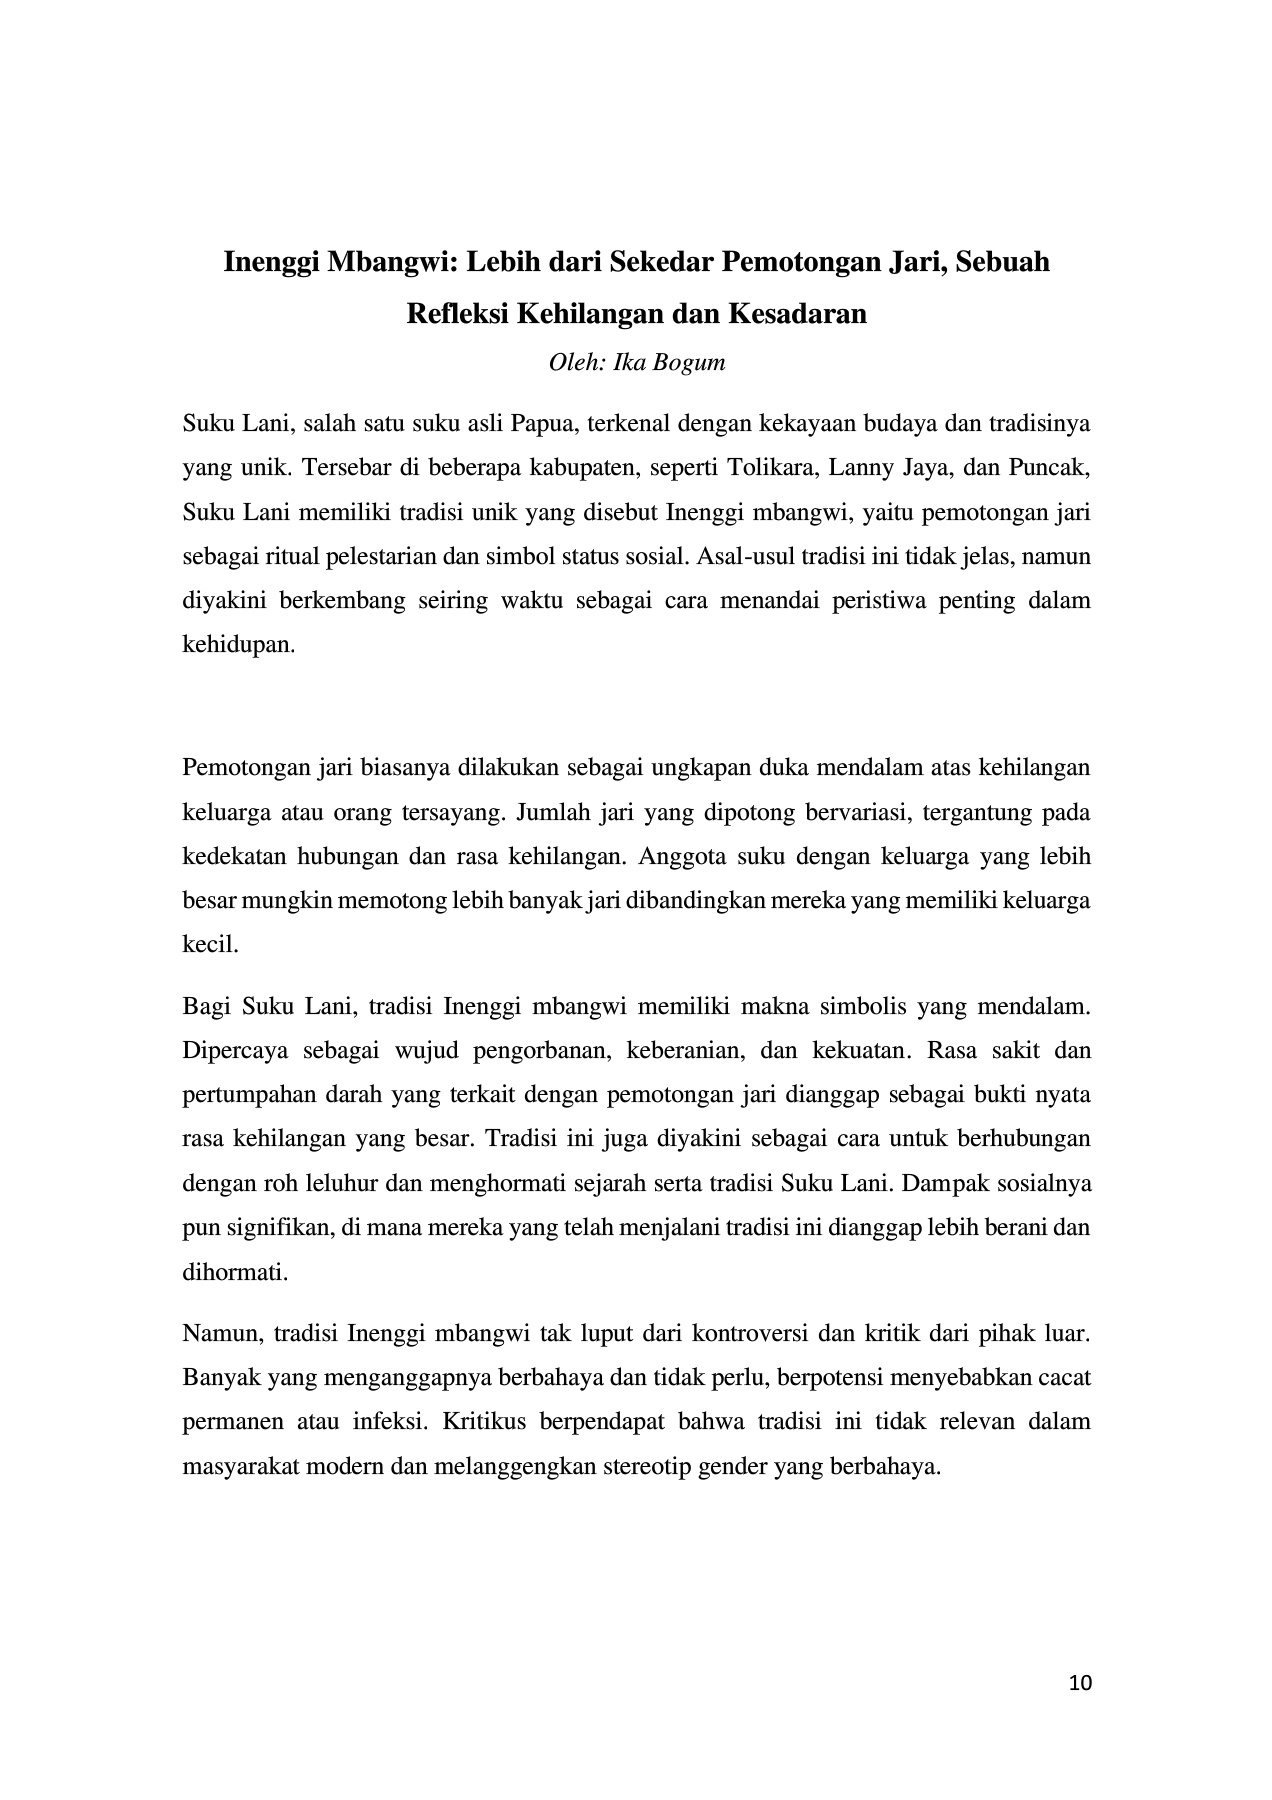 Inenggi Mbangwi: Lebih dari Sekedar Pemotongan Jari, Sebuah
Refleksi Kehilangan dan Kesadaran
Oleh: Ika Bogum
Suku Lani, salah satu suku asli Papua, terkenal dengan kekayaan budaya dan tradisinya
yang unik. Tersebar di beberapa kabupaten, seperti Tolikara, Lanny Jaya, dan Puncak,
Suku Lani memiliki tradisi unik yang disebut Inenggi mbangwi, yaitu pemotongan jari
sebagai ritual pelestarian dan simbol status sosial. Asal-usul tradisi ini tidak jelas, namun
diyakini berkembang seiring waktu sebagai cara menandai peristiwa penting dalam
kehidupan.
Pemotongan jari biasanya dilakukan sebagai ungkapan duka mendalam atas kehilangan
keluarga atau orang tersayang. Jumlah jari yang dipotong bervariasi, tergantung pada
kedekatan hubungan dan rasa kehilangan. Anggota suku dengan keluarga yang lebih
besar mungkin memotong lebih banyak jari dibandingkan mereka yang memiliki keluarga
kecil.
Bagi Suku Lani, tradisi Inenggi mbangwi memiliki makna simbolis yang mendalam.
Dipercaya sebagai wujud pengorbanan, keberanian, dan kekuatan. Rasa sakit dan
pertumpahan darah yang terkait dengan pemotongan jari dianggap sebagai bukti nyata
rasa kehilangan yang besar. Tradisi ini juga diyakini sebagai cara untuk berhubungan
dengan roh leluhur dan menghormati sejarah serta tradisi Suku Lani. Dampak sosialnya
pun signifikan, di mana mereka yang telah menjalani tradisi ini dianggap lebih berani dan
dihormati.
Namun, tradisi Inenggi mbangwi tak luput dari kontroversi dan kritik dari pihak luar.
Banyak yang menganggapnya berbahaya dan tidak perlu, berpotensi menyebabkan cacat
permanen atau infeksi. Kritikus berpendapat bahwa tradisi ini tidak relevan dalam
masyarakat modern dan melanggengkan stereotip gender yang berbahaya.
10